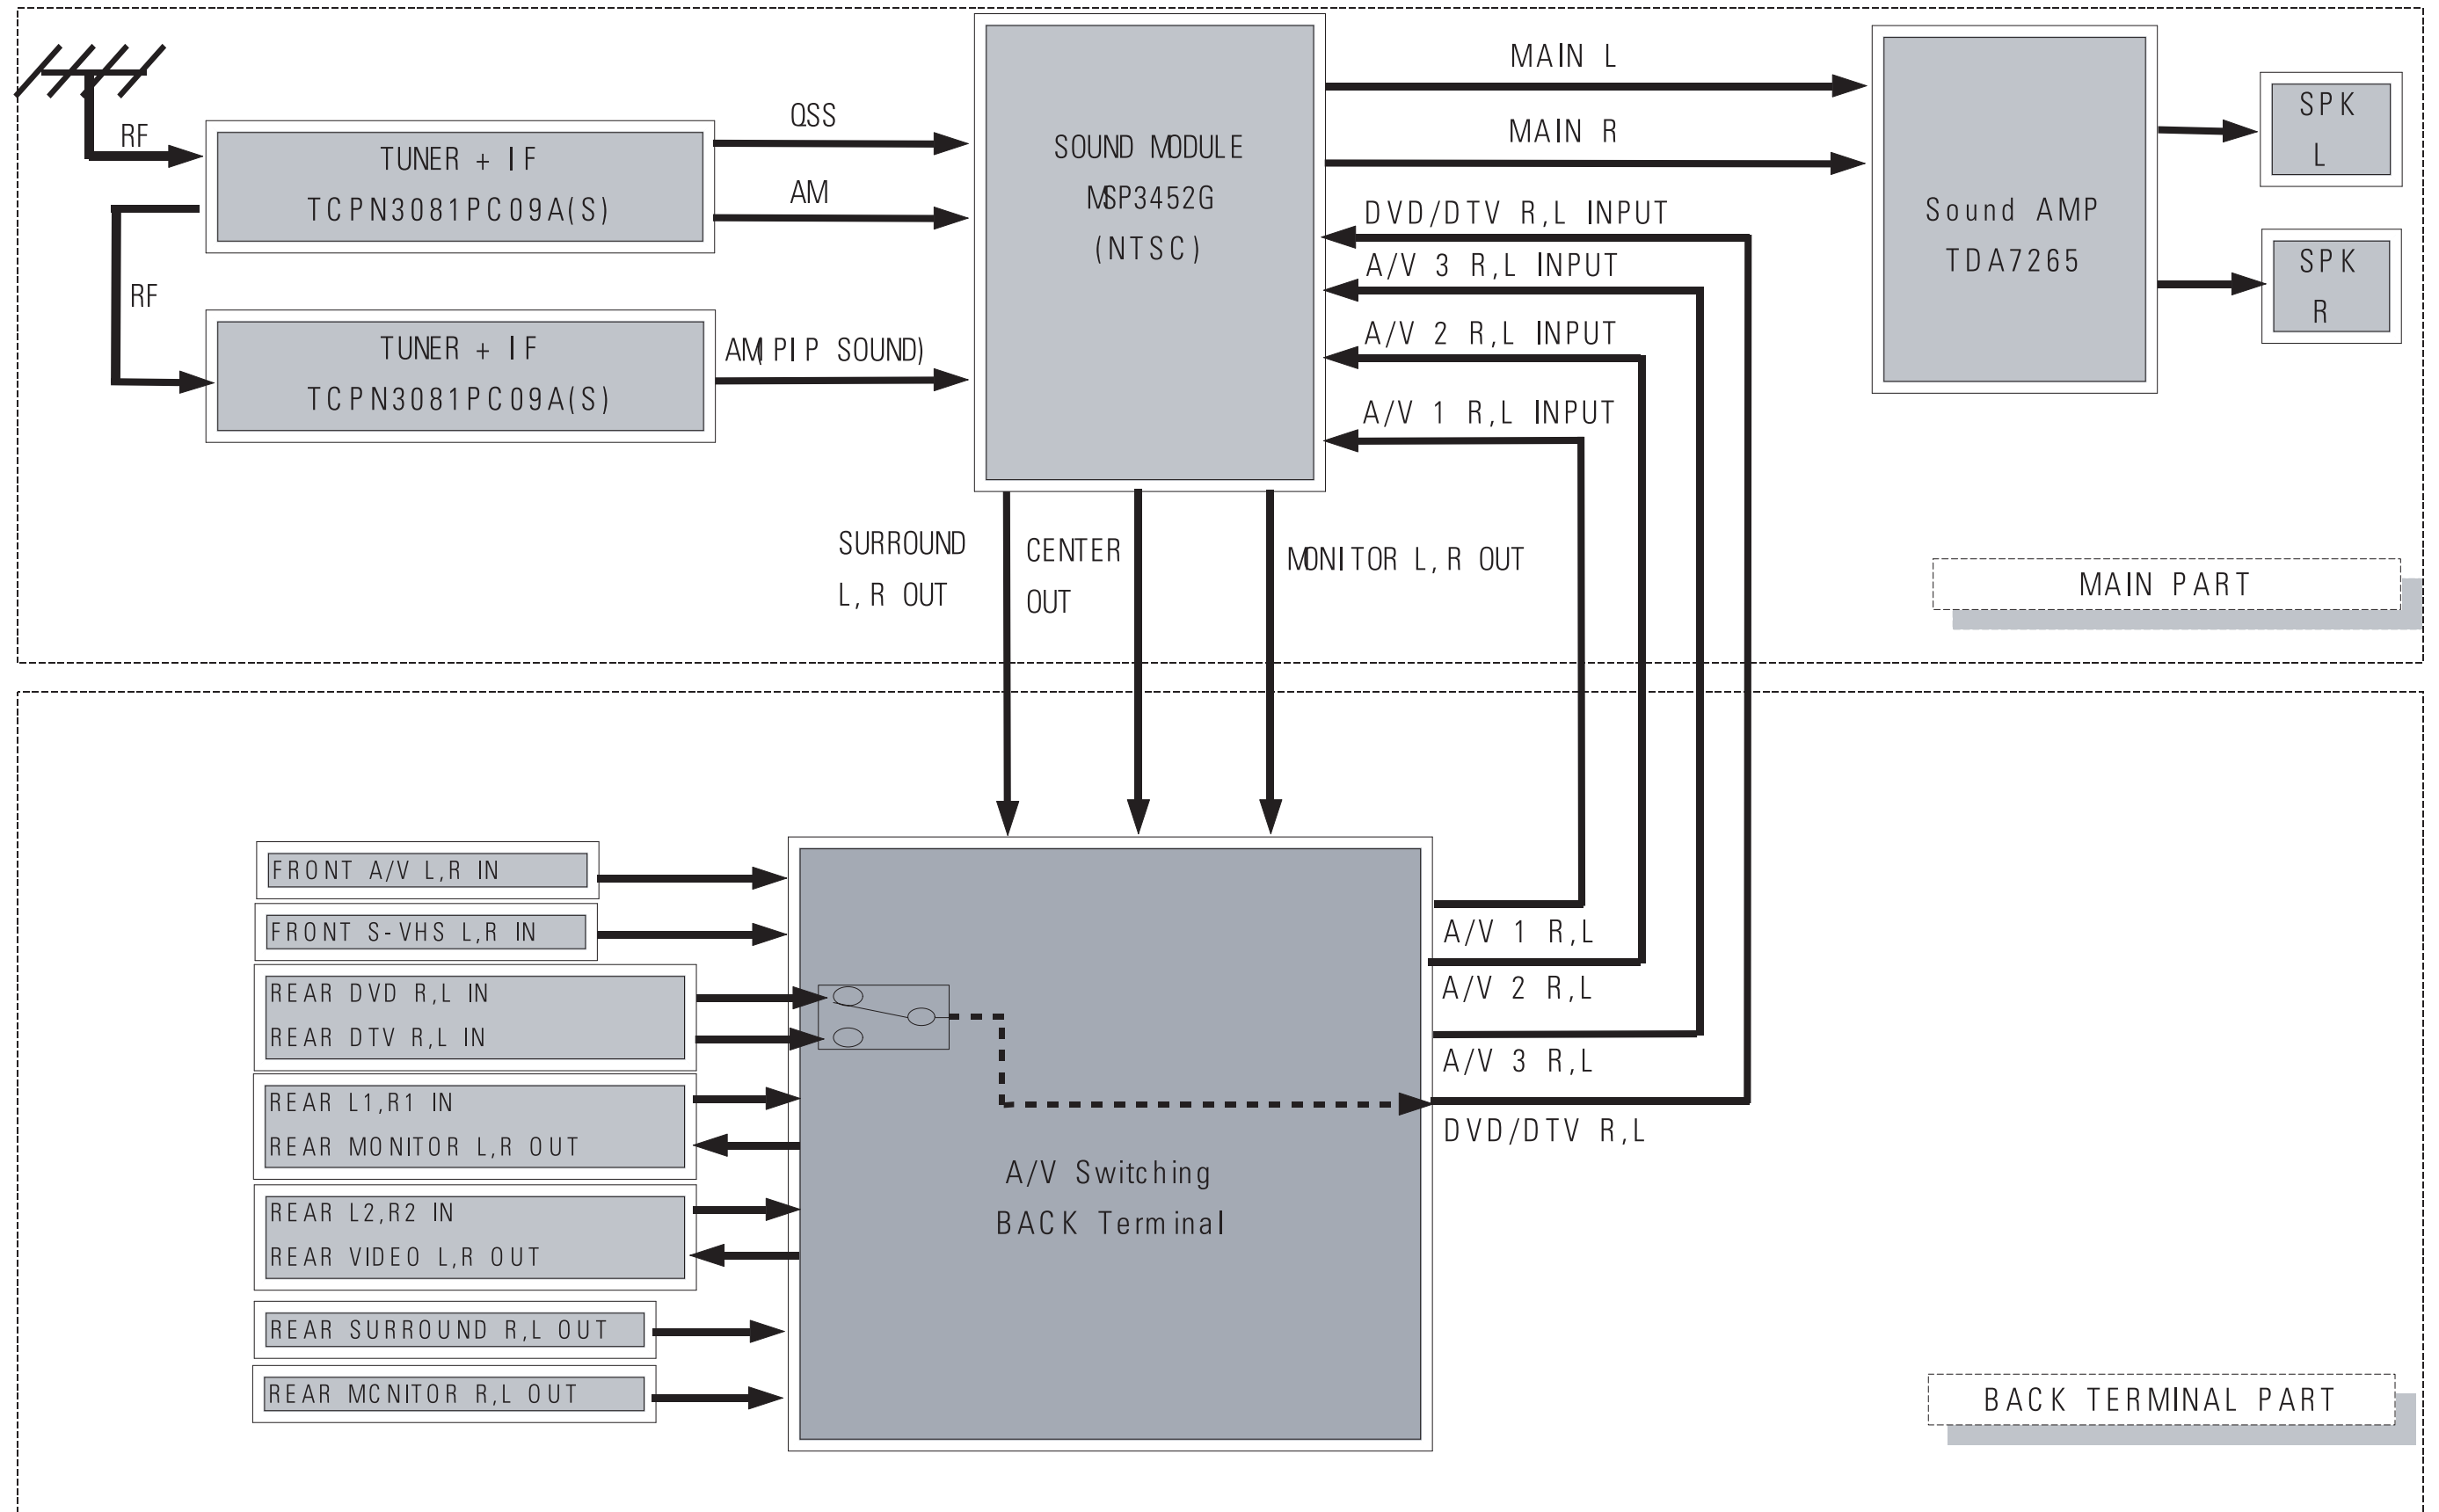 RF
TUNER + IF
TCPN3081PC09A(S)
QSS
AM
RF
TUNER + IF
TCPN3081PC09A(S)
AM(PIP SOUND)
SOUND MODULE
MSP3452G
(NTSC)
MAIN L
MAIN R
DVD/DTV R,L INPUT
A/V 3 R,L INPUT
A/V 2 R,L INPUT
A/V 1 R,L INPUT
Sound AMP
TDA7265
SPK
L
SPK
R
SURROUND
L,R OUT
CENTER
OUT
MONITOR L,R OUT
MAIN PART
FRONT A/V L,R IN
FRONT S-VHS L,R IN
REAR DVD R,L IN
REAR DTV R,L IN
REAR L1,R1 IN
REAR MONITOR L,R OUT
REAR L2,R2 IN
REAR VIDEO L,R OUT
REAR SURROUND R,L OUT
REAR MCNITOR R,L OUT
A/V Switching
BACK Terminal
A/V 1 R,L
A/V 2 R,L
A/V 3 R,L
DVD/DTV R,L
BACK TERMINAL PART